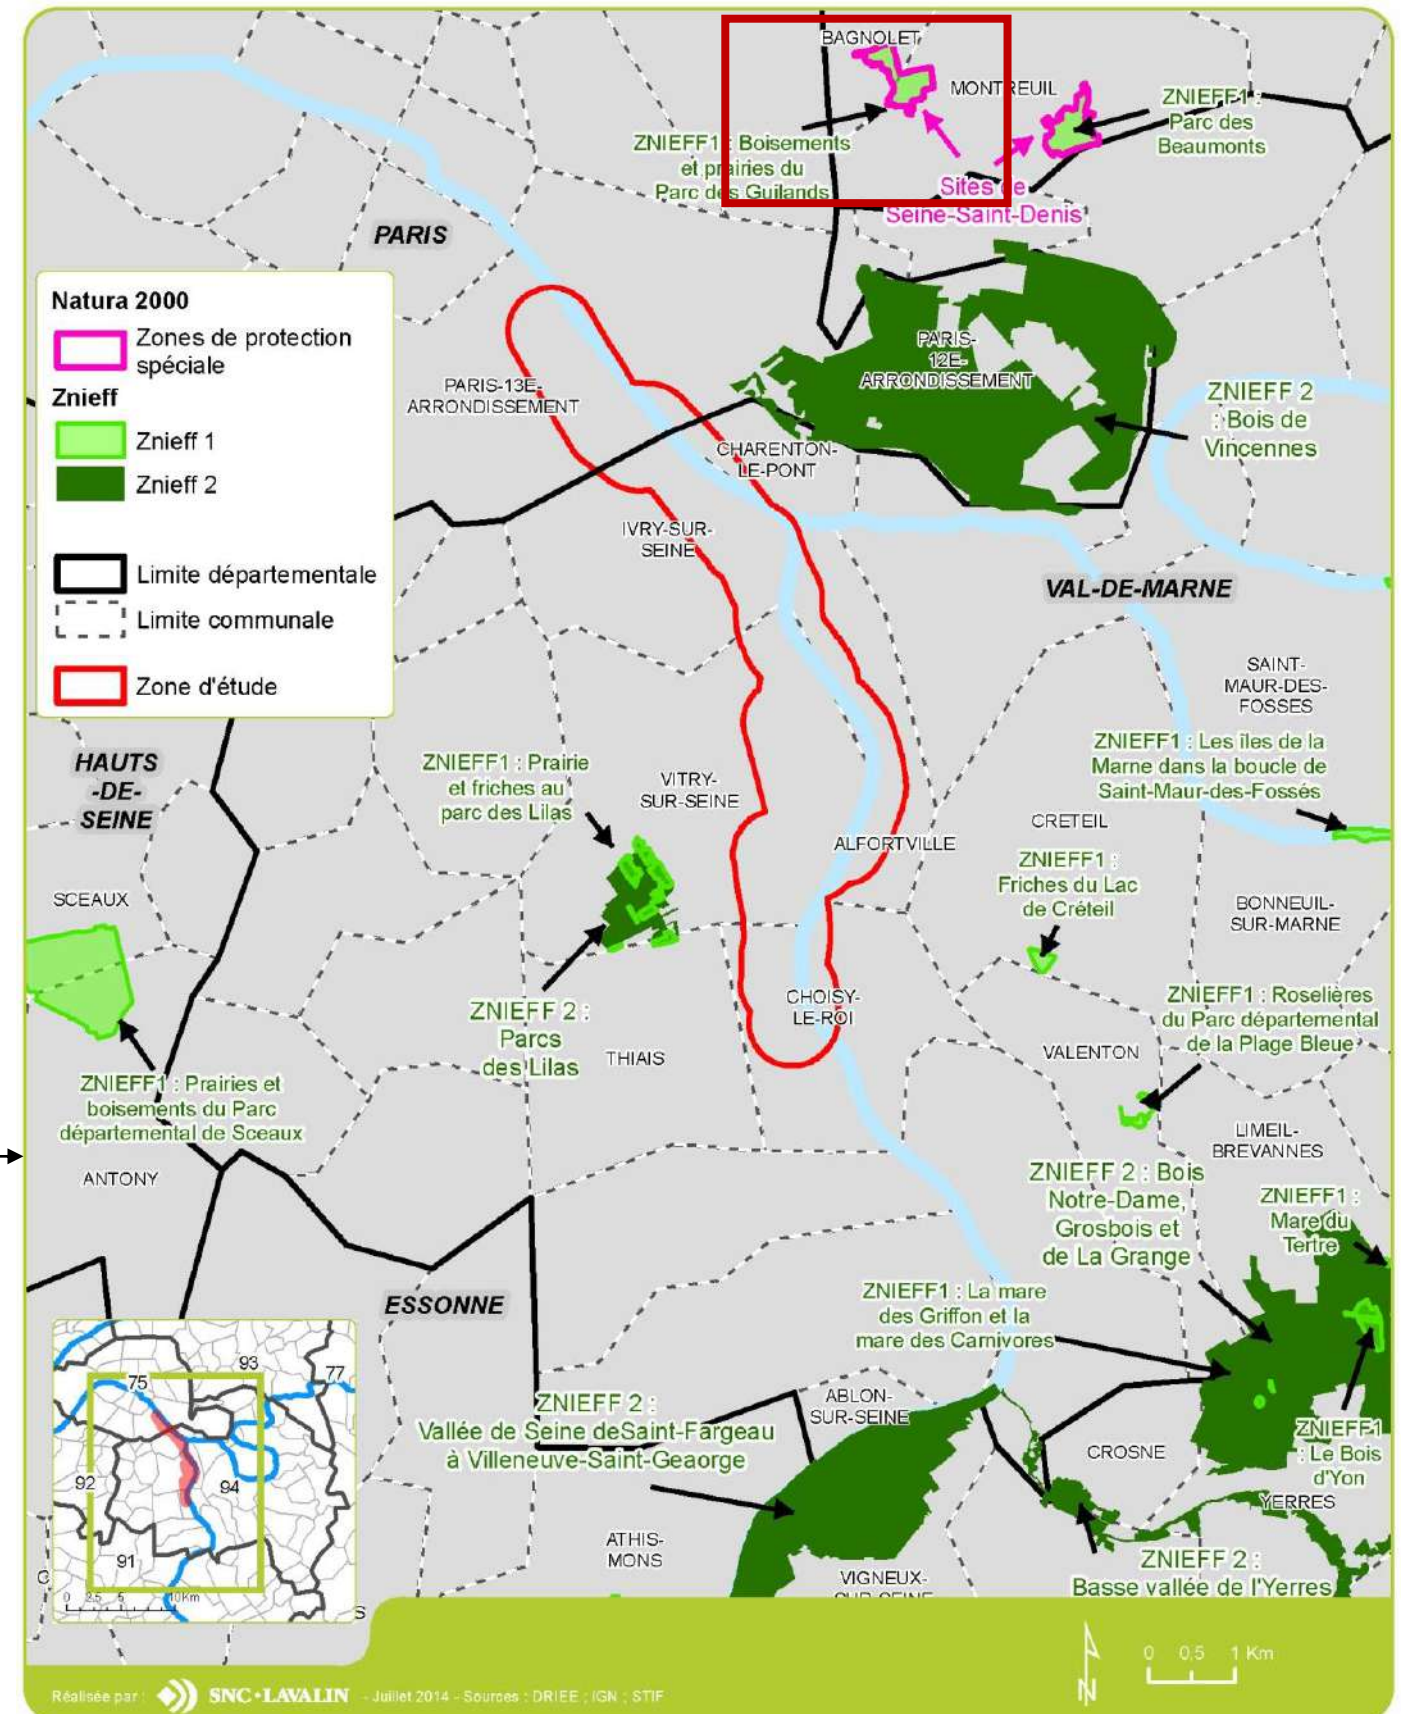 BAGNOLET
MONTREUIL
ZNIEFF1 :
Parc des
Beaumonts
ZNIEFF1 : Boisements
et prairies du
Parc des Guilands
Sites de
Seine-Saint-Denis
PARIS
Natura 2000
Zones de protection
spéciale
Znieff
Znieff 1
Znieff 2
Limite départementale
Limite communale
Zone d'étude
PARIS-
12E-
ARRONDISSEMENT
PARIS-13E-
ARRONDISSEMENT
ZNIEFF 2
: Bois de
Vincennes
CHARENTON-
LE-PONT
IVRY-SUR-
SEINE
VAL-DE-MARNE
SAINT-
MAUR-DES-
FOSSES
HAUTS
-DE-
SEINE
ZNIEFF1 : Prairie
et friches au
parc des Lilas
VITRY-
SUR-SEINE
ZNIEFF1 : Les îles de la
Marne dans la boucle de
Saint-Maur-des-Fossés
CRETEIL
ALFORTVILLE
ZNIEFF1 :
Friches du Lac
de Créteil
SCEAUX
BONNEUIL-
SUR-MARNE
CHOISY-
LE-ROI
ZNIEFF 2 :
Parcs
des Lilas
THIAIS
ZNIEFF1 : Roselières
du Parc départemental
de la Plage Bleue
VALENTON
ZNIEFF1 : Prairies et
boisements du Parc
départemental de Sceaux
ANTONY
LIMEIL-
BREVANNES
ZNIEFF 2 : Bois
Notre-Dame,
Grosbois et
de La Grange
ZNIEFF1 :
Mare du
Tertre
ESSONNE
ZNIEFF1 : La mare
des Griffon et la
mare des Carnivores
ZNIEFF 2 :
Vallée de Seine deSaint-Fargeau
à Villeneuve-Saint-Geaorge
ABLON-
SUR-SEINE
CROSNE
ZNIEFF1
: Le Bois
d'Yon
YERRES
ATHIS-
MONS
VIGNEUX-
SUR-SEINE
ZNIEFF 2 :
Basse vallée de l'Yerres
93
77
75
92
94
91
0 2,5 5 10Km
0 0,5 1 Km
N
Réalisée par : SNC•LAVALIN - Juillet 2014 - Sources : DRIEE ; IGN ; STIF